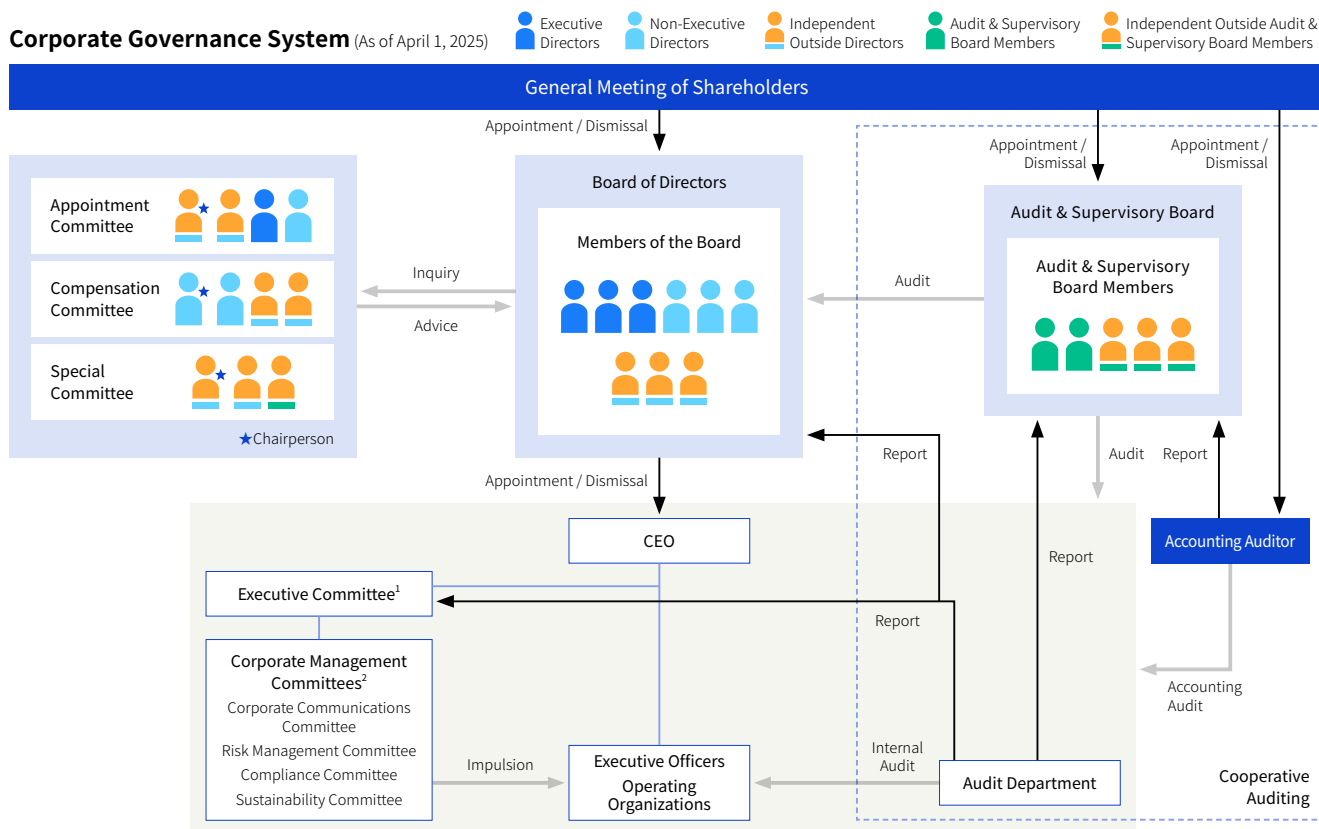 Corporate Governance System (As of April 1, 2025)
Executive
Directors
Non-Executive
Directors
Independent
Outside Directors
Audit & Supervisory
Board Members
Independent Outside Audit &
Supervisory Board Members
General Meeting of Shareholders
Appointment / Dismissal
Appointment /
Dismissal
Appointment /
Dismissal
Appointment
Committee
Compensation
Committee
Special
Committee
★Chairperson
Inquiry
Advice
Board of Directors
Members of the Board
Audit
Audit & Supervisory Board
Audit & Supervisory
Board Members
Report
Audit
Report
Appointment / Dismissal
CEO
Accounting Auditor
Executive Committee¹
Report
Report
Corporate Management
Committees²
Corporate Communications
Committee
Risk Management Committee
Compliance Committee
Sustainability Committee
Impulsion
Executive Officers
Operating
Organizations
Internal
Audit
Audit Department
Accounting
Audit
Cooperative
Auditing